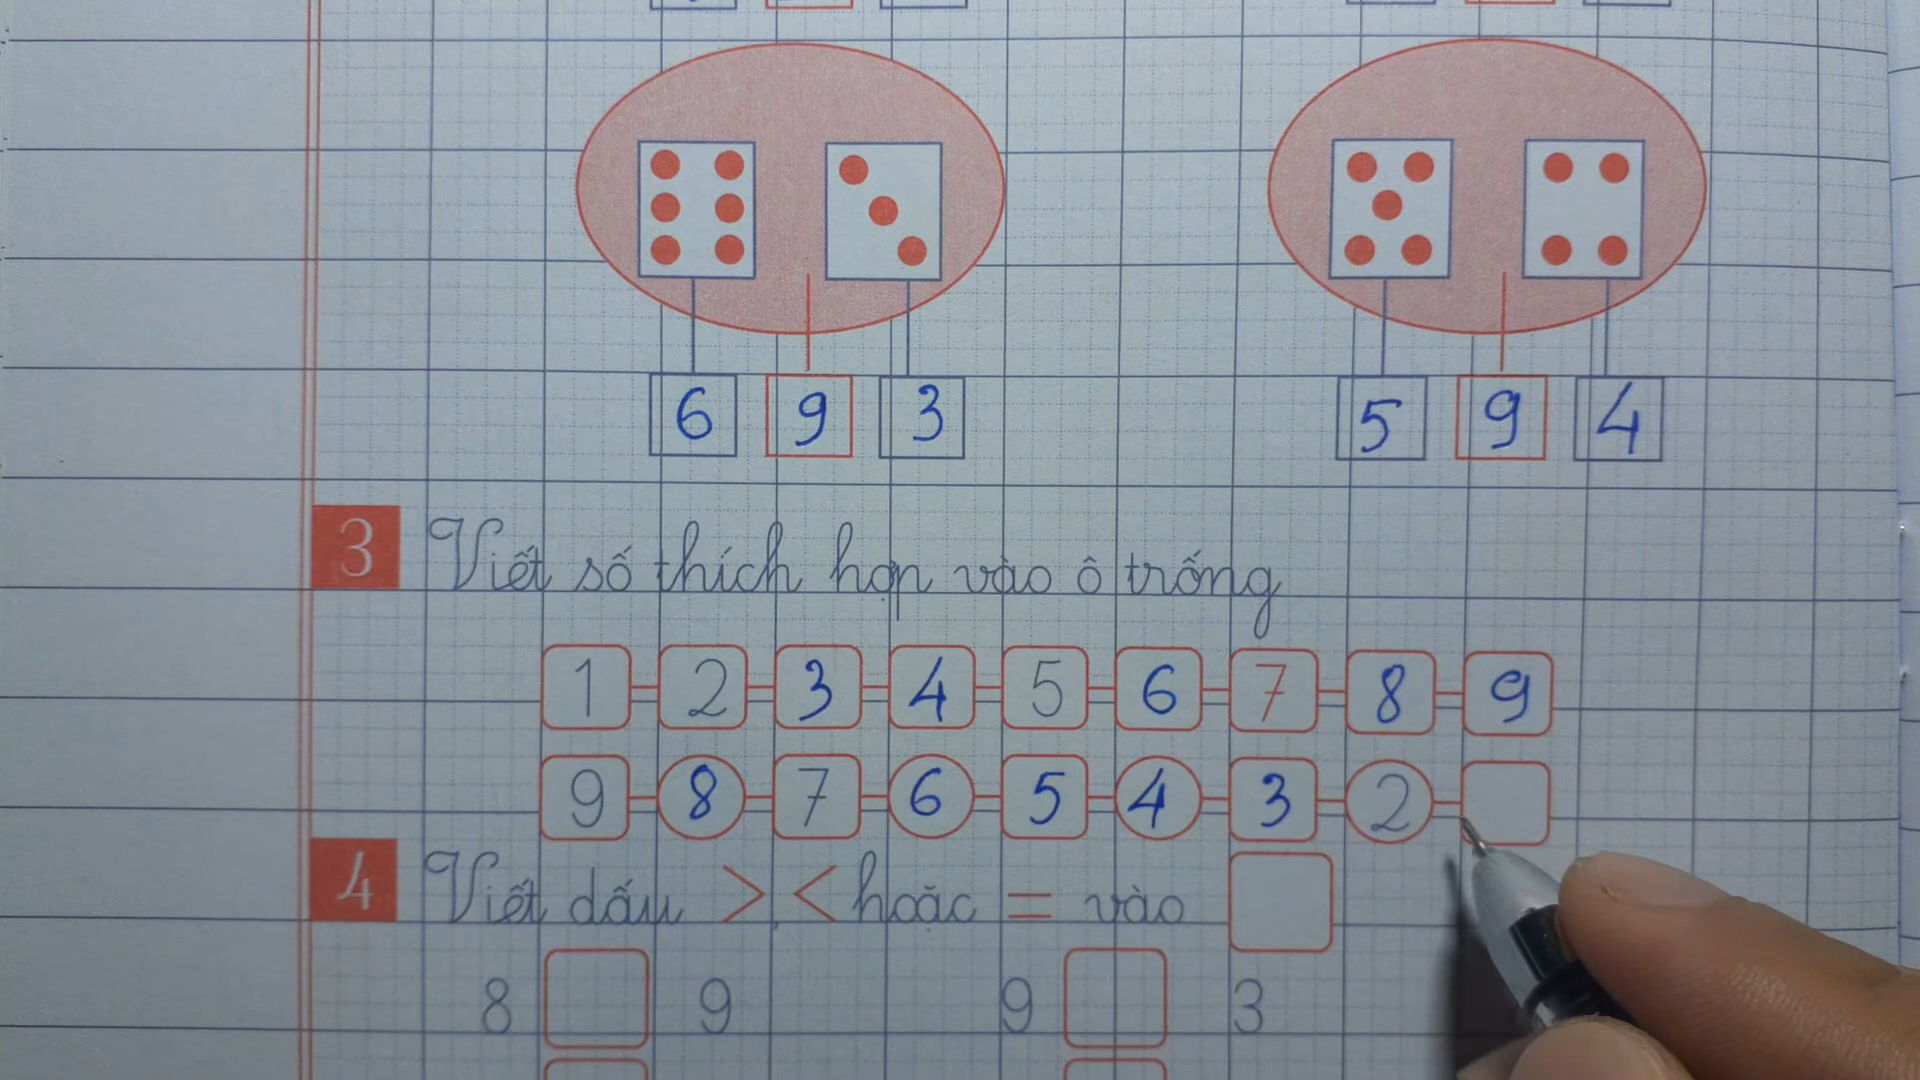 6 9 3 5 9 4
3 Viết số thích hợp vào ô trống
1 2 3 4 5 6 7 8 9
9 8 7 6 5 4 3 2
4 Viết dấu > , < hoặc = vào
8 9 9 3